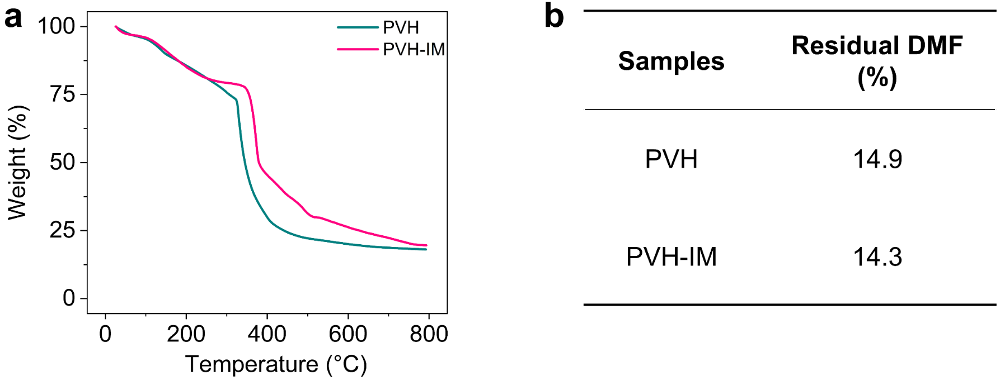 a
100
75
50
25
0
Weight (%)
PVH
PVH-IM
0 200 400 600 800
Temperature (°C)
b
Samples
Residual DMF
(%)
PVH 14.9
PVH-IM 14.3